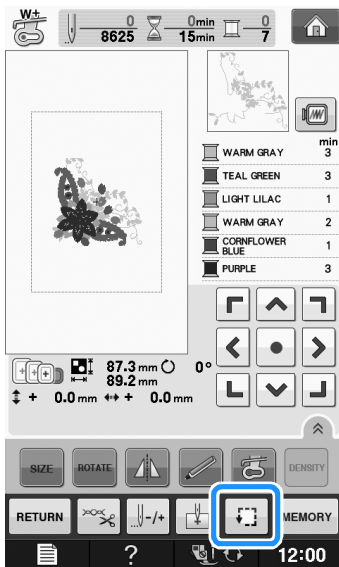 W±
0 0min 0
8625 15min 7
min
WARM GRAY 3
TEAL GREEN 3
LIGHT LILAC 1
WARM GRAY 2
CORNFLOWER
BLUE 1
PURPLE 3
87.3 mm 0°
89.2 mm
+ 0.0 mm + 0.0 mm
SIZE ROTATE DENSITY
RETURN -/+ MEMORY
? 12:00